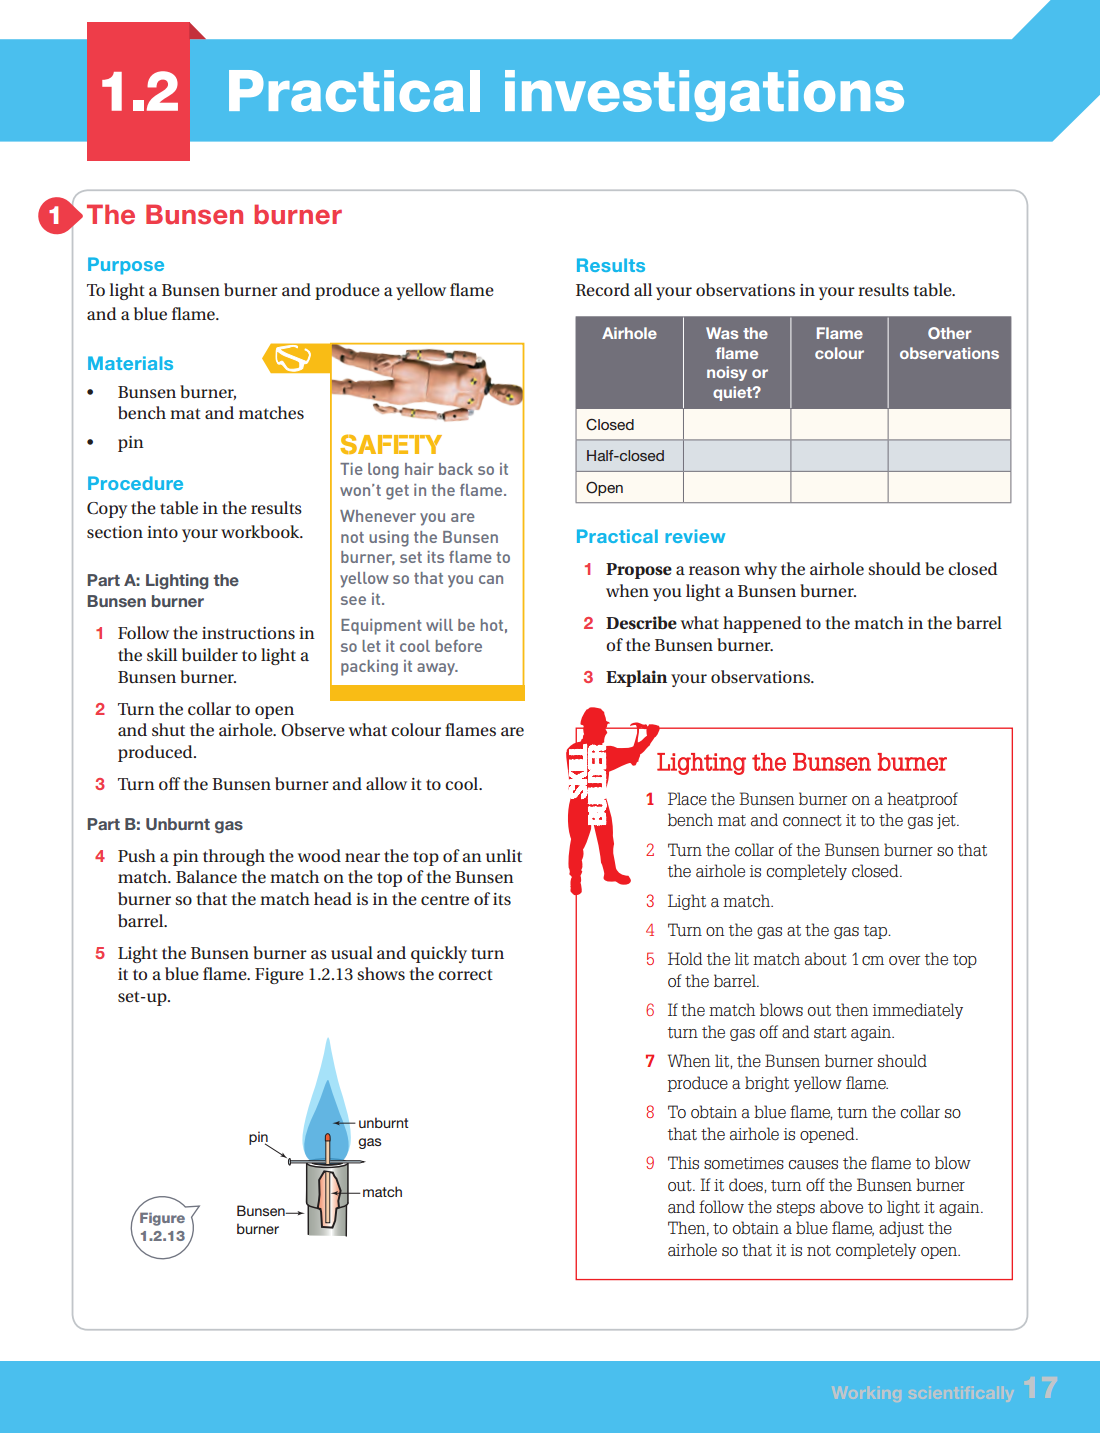 1.2
Practical investigations
1
The Bunsen burner
Purpose
To light a Bunsen burner and produce a yellow flame
and a blue flame.
Materials
• Bunsen burner,
bench mat and matches
• pin
Procedure
Copy the table in the results
section into your workbook.
SAFETY
Tie long hair back so it
won't get in the flame.
Whenever you are
not using the Bunsen
burner, set its flame to
yellow so that you can
see it.
Equipment will be hot,
so let it cool before
packing it away.
Part A: Lighting the
Bunsen burner
1 Follow the instructions in
the skill builder to light a
Bunsen burner.
2 Turn the collar to open
and shut the airhole. Observe what colour flames are
produced.
3 Turn off the Bunsen burner and allow it to cool.
Part B: Unburnt gas
4 Push a pin through the wood near the top of an unlit
match. Balance the match on the top of the Bunsen
burner so that the match head is in the centre of its
barrel.
5 Light the Bunsen burner as usual and quickly turn
it to a blue flame. Figure 1.2.13 shows the correct
set-up.
unburnt
gas
pin
match
Bunsen
burner
Figure
1.2.13
Results
Record all your observations in your results table.
Airhole
Was the
flame
noisy or
quiet?
Flame
colour
Other
observations
Closed
Half-closed
Open
Practical review
1 Propose a reason why the airhole should be closed
when you light a Bunsen burner.
2 Describe what happened to the match in the barrel
of the Bunsen burner.
3 Explain your observations.
SKILL
BUILDER
Lighting the Bunsen burner
1 Place the Bunsen burner on a heatproof
bench mat and connect it to the gas jet.
2 Turn the collar of the Bunsen burner so that
the airhole is completely closed.
3 Light a match.
4 Turn on the gas at the gas tap.
5 Hold the lit match about 1 cm over the top
of the barrel.
6 If the match blows out then immediately
turn the gas off and start again.
7 When lit, the Bunsen burner should
produce a bright yellow flame.
8 To obtain a blue flame, turn the collar so
that the airhole is opened.
9 This sometimes causes the flame to blow
out. If it does, turn off the Bunsen burner
and follow the steps above to light it again.
Then, to obtain a blue flame, adjust the
airhole so that it is not completely open.
Working scientifically 17